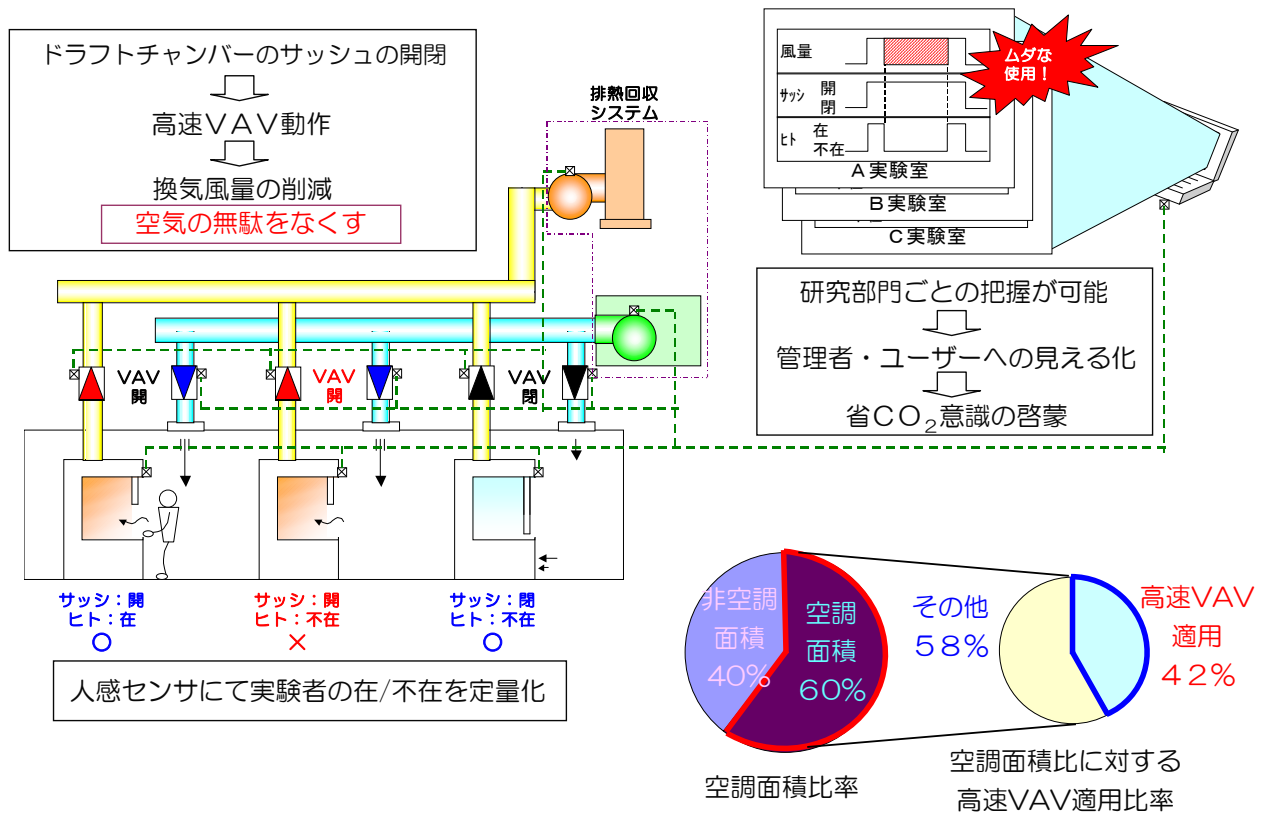 ドラフトチャンバーのサッシュの開閉
高速VAV動作
換気風量の削減
空気の無駄をなくす
排熱回収
システム
風量
ｻｯｼ 開
閉
ﾋﾄ 在
不在
ムダな
使用！
A実験室
B実験室
C実験室
研究部門ごとの把握が可能
管理者・ユーザーへの見える化
省CO₂意識の啓蒙
VAV
開
VAV
開
VAV
閉
サッシ：開
ヒト：在
○
サッシ：開
ヒト：不在
×
サッシ：閉
ヒト：不在
○
人感センサにて実験者の在/不在を定量化
非空調
面積
40%
空調
面積
60%
空調面積比率
その他
58%
高速VAV
適用
42%
空調面積比に対する
高速VAV適用比率